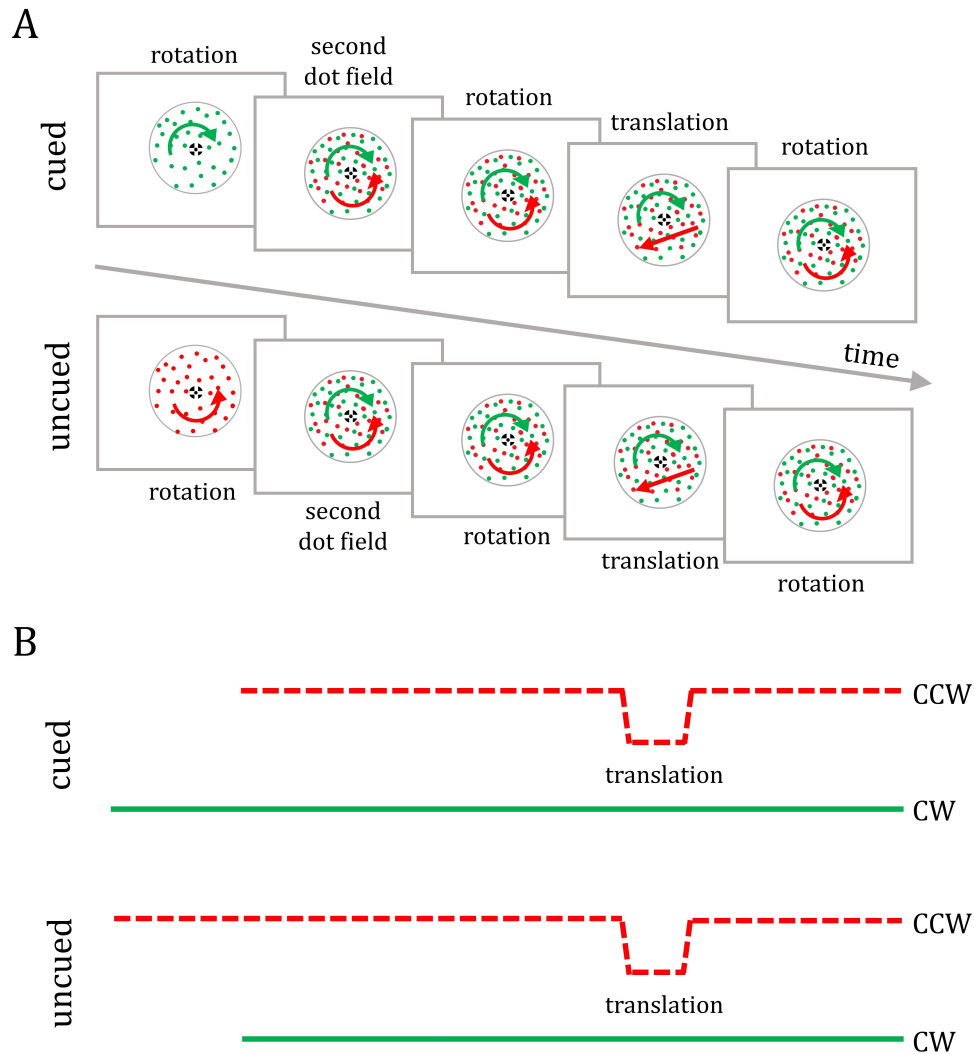 A
cued
rotation
second
dot field
rotation
translation
rotation
time
uncued
rotation
second
dot field
rotation
translation
rotation
B
cued
CCW
translation
CW
uncued
CCW
translation
CW